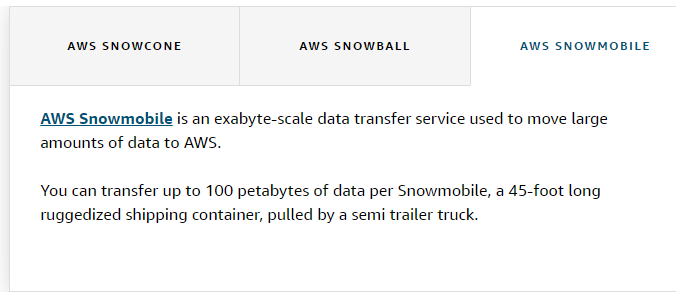 AWS SNOWCONE AWS SNOWBALL AWS SNOWMOBILE
AWS Snowmobile is an exabyte-scale data transfer service used to move large
amounts of data to AWS.
You can transfer up to 100 petabytes of data per Snowmobile, a 45-foot long
ruggedized shipping container, pulled by a semi trailer truck.